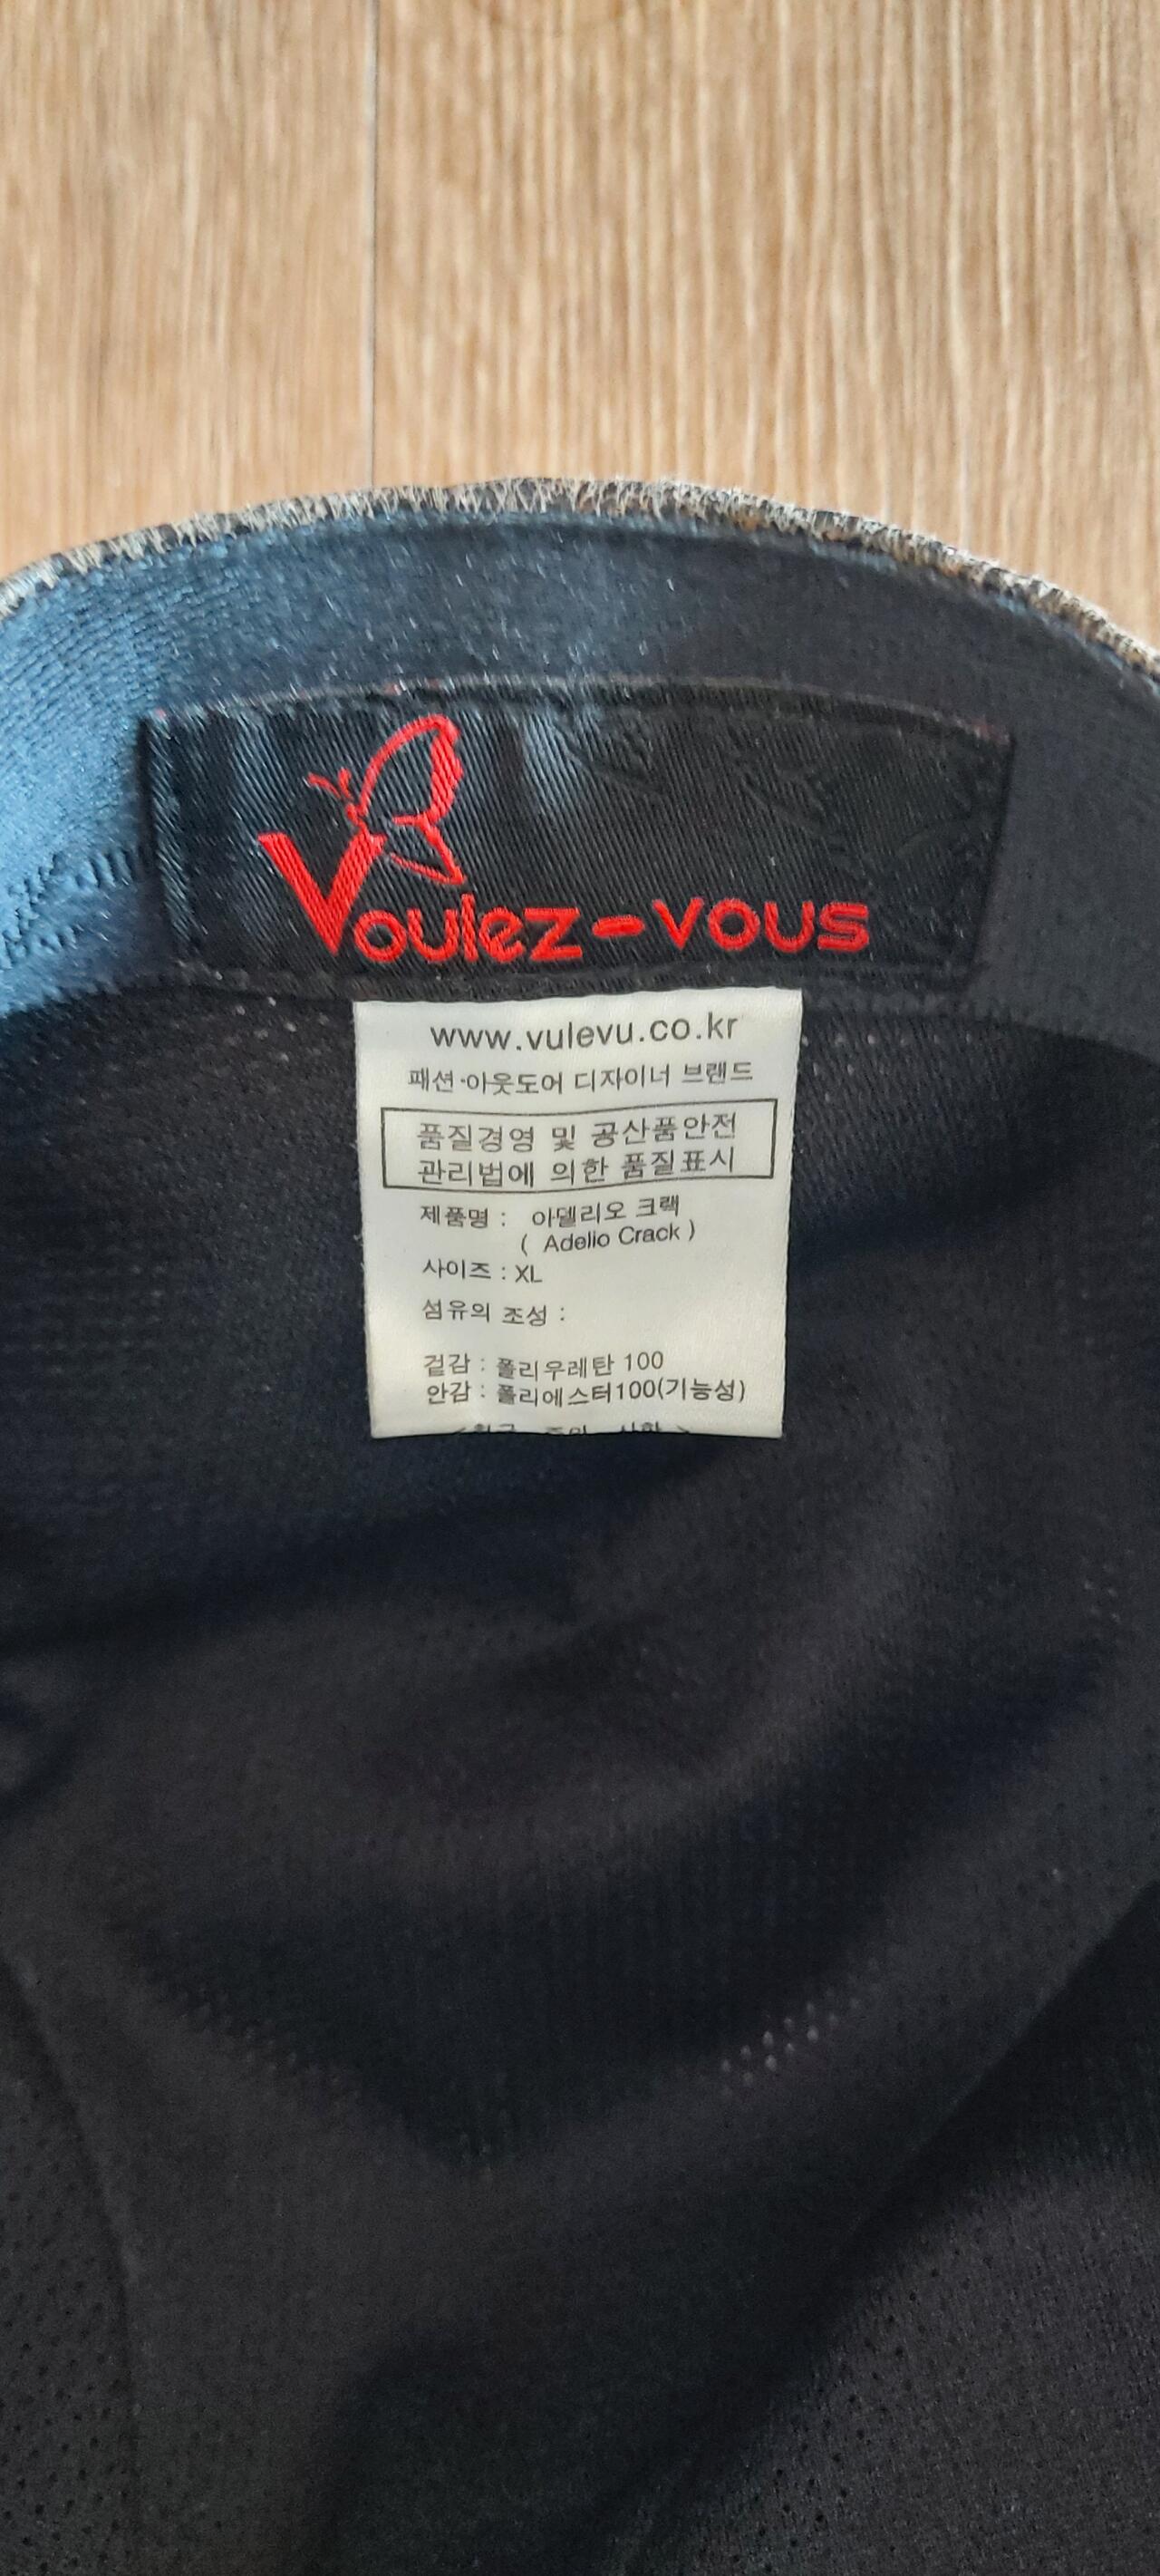 Voulez-vous
www.vulevu.co.kr
패션·아웃도어 디자이너 브랜드
품질경영 및 공산품안전
관리법에 의한 품질표시
제품명 : 아델리오 크랙
( Adelio Crack )
사이즈 : XL
섬유의 조성 :
겉감 : 폴리우레탄 100
안감 : 폴리에스터100(기능성)